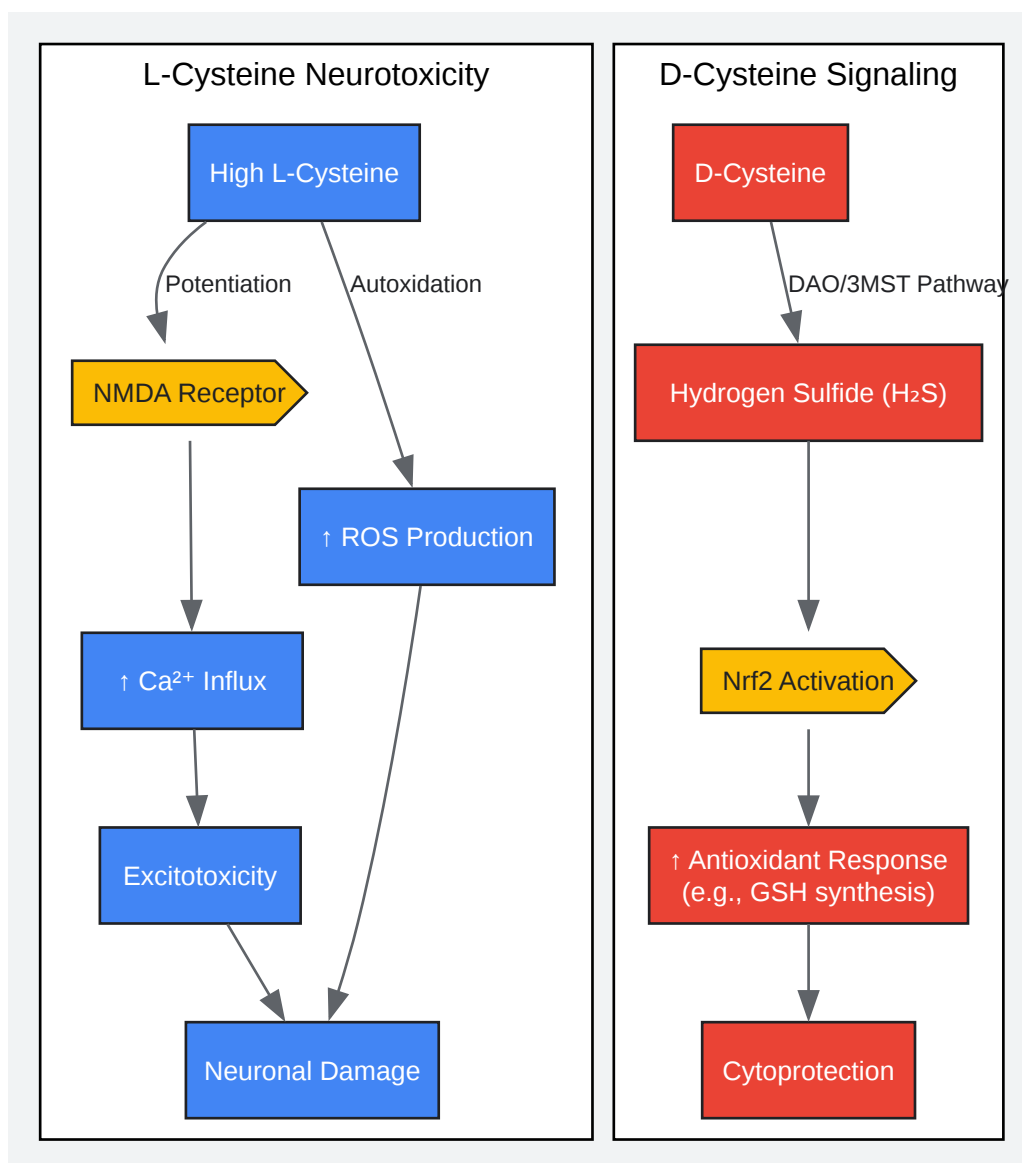 L-Cysteine Neurotoxicity
High L-Cysteine
Potentiation
Autoxidation
NMDA Receptor
↑ ROS Production
↑ Ca²⁺ Influx
Excitotoxicity
Neuronal Damage
D-Cysteine Signaling
D-Cysteine
DAO/3MST Pathway
Hydrogen Sulfide (H₂S)
Nrf2 Activation
↑ Antioxidant Response
(e.g., GSH synthesis)
Cytoprotection